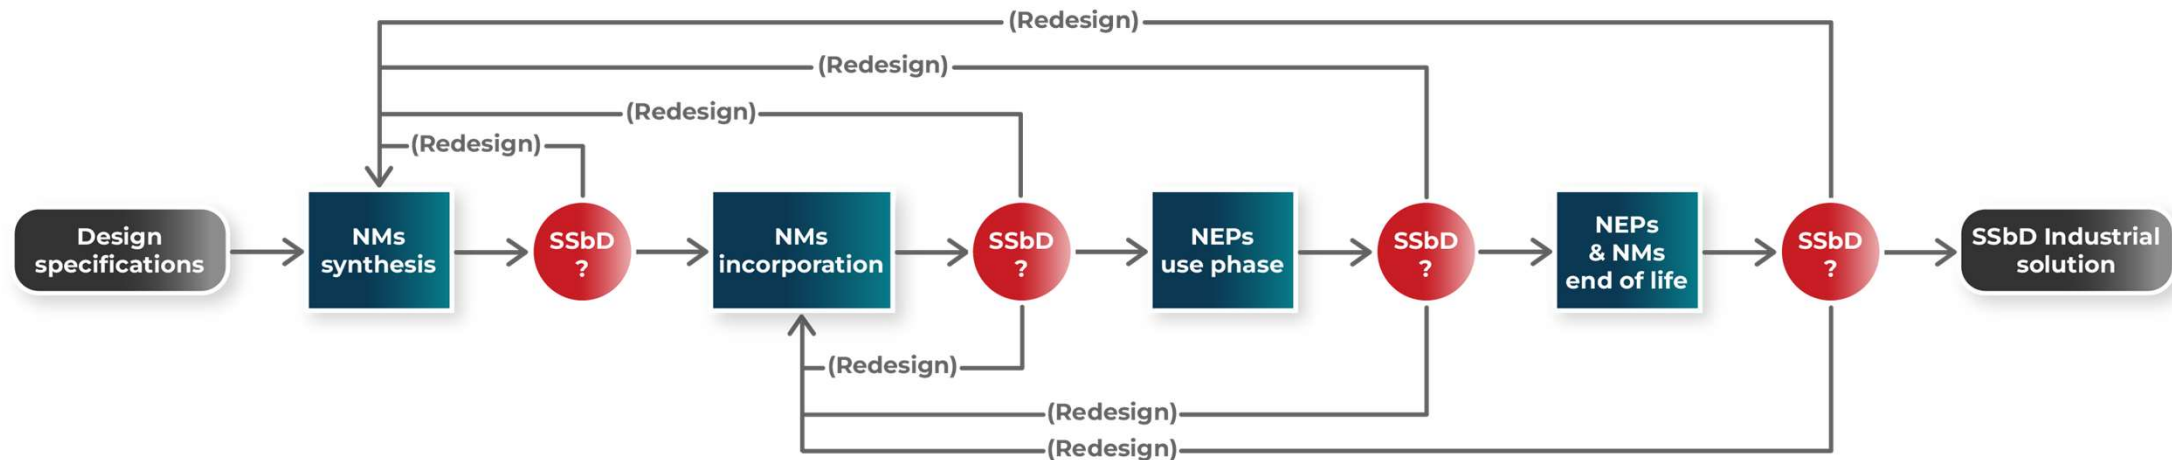 (Redesign)
(Redesign)
(Redesign)
(Redesign)
Design
specifications
NMs
synthesis
SSbD
?
NMs
incorporation
SSbD
?
NEPs
use phase
SSbD
?
NEPs
& NMs
end of life
SSbD
?
SSbD Industrial
solution
(Redesign)
(Redesign)
(Redesign)